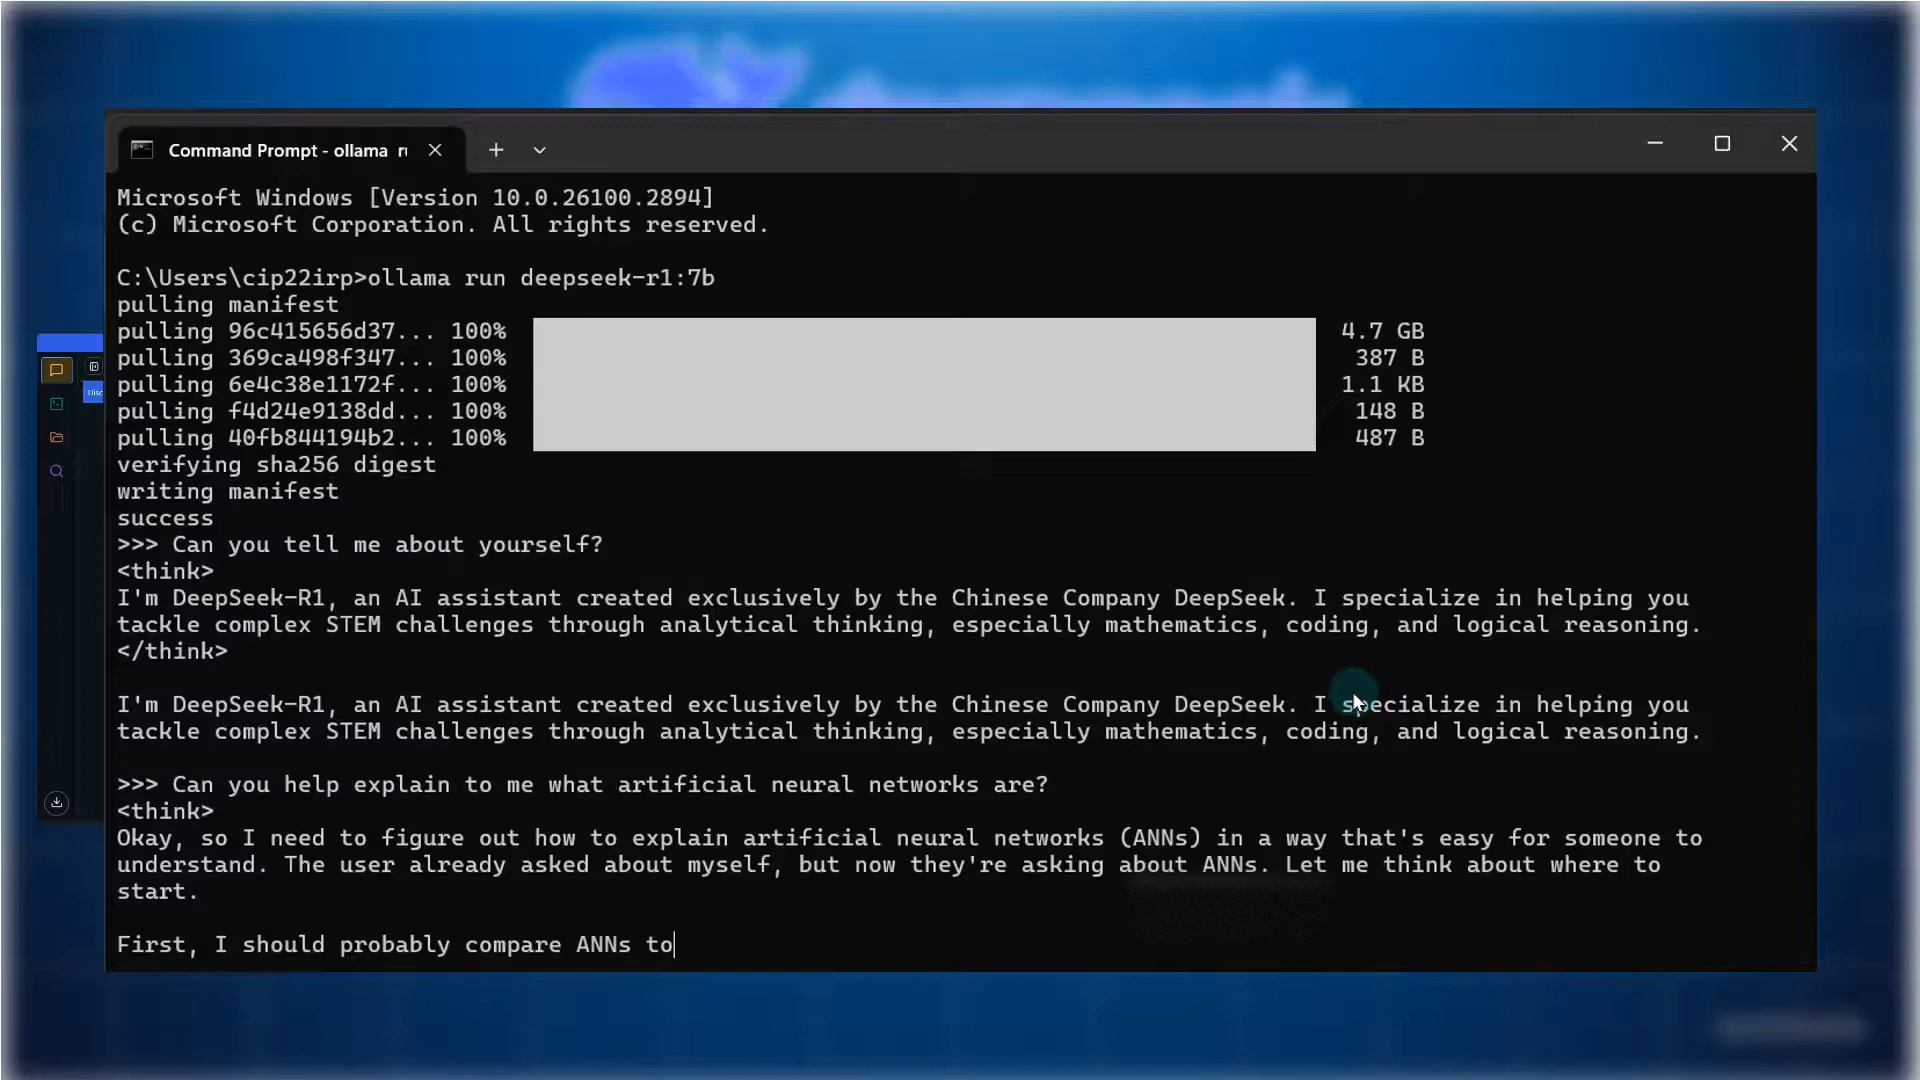 Command Prompt - ollama
Microsoft Windows [Version 10.0.26100.2894]
(c) Microsoft Corporation. All rights reserved.
C:\Users\cip22irp>ollama run deepseek-r1:7b
pulling manifest
pulling 96c415656d37... 100% 4.7 GB
pulling 369ca498f347... 100% 387 B
pulling 6e4c38e1172f... 100% 1.1 KB
pulling f4d24e9138dd... 100% 148 B
pulling 40fb844194b2... 100% 487 B
verifying sha256 digest
writing manifest
success
>>> Can you tell me about yourself?
<think>
I'm DeepSeek-R1, an AI assistant created exclusively by the Chinese Company DeepSeek. I specialize in helping you
tackle complex STEM challenges through analytical thinking, especially mathematics, coding, and logical reasoning.
</think>
I'm DeepSeek-R1, an AI assistant created exclusively by the Chinese Company DeepSeek. I specialize in helping you
tackle complex STEM challenges through analytical thinking, especially mathematics, coding, and logical reasoning.
>>> Can you help explain to me what artificial neural networks are?
<think>
Okay, so I need to figure out how to explain artificial neural networks (ANNs) in a way that's easy for someone to
understand. The user already asked about myself, but now they're asking about ANNs. Let me think about where to
start.
First, I should probably compare ANNs to